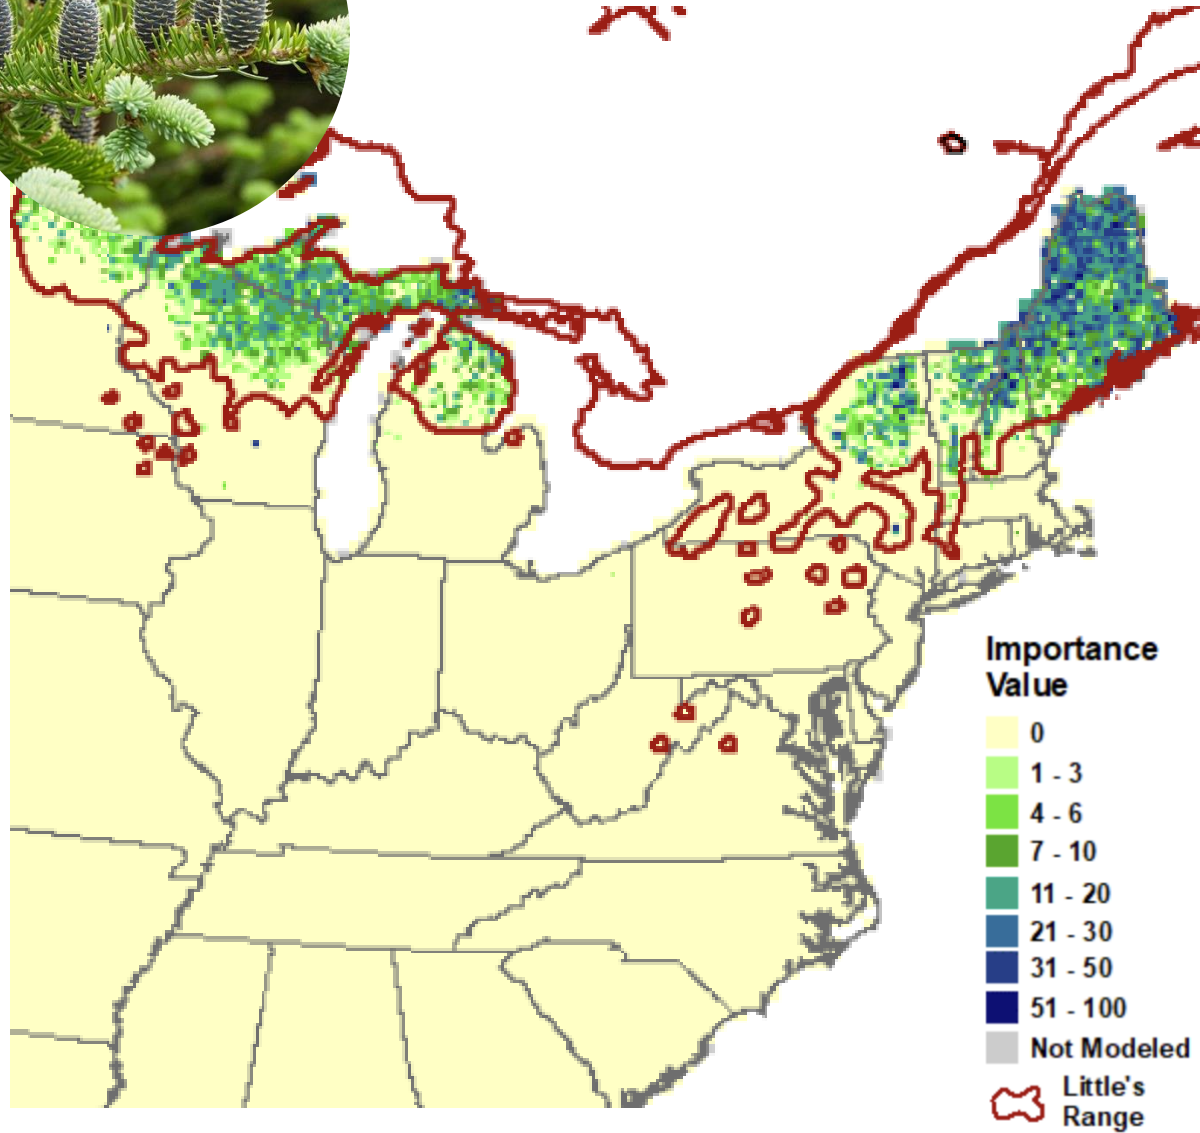 Importance
Value
0
1 - 3
4 - 6
7 - 10
11 - 20
21 - 30
31 - 50
51 - 100
Not Modeled
Little's
Range